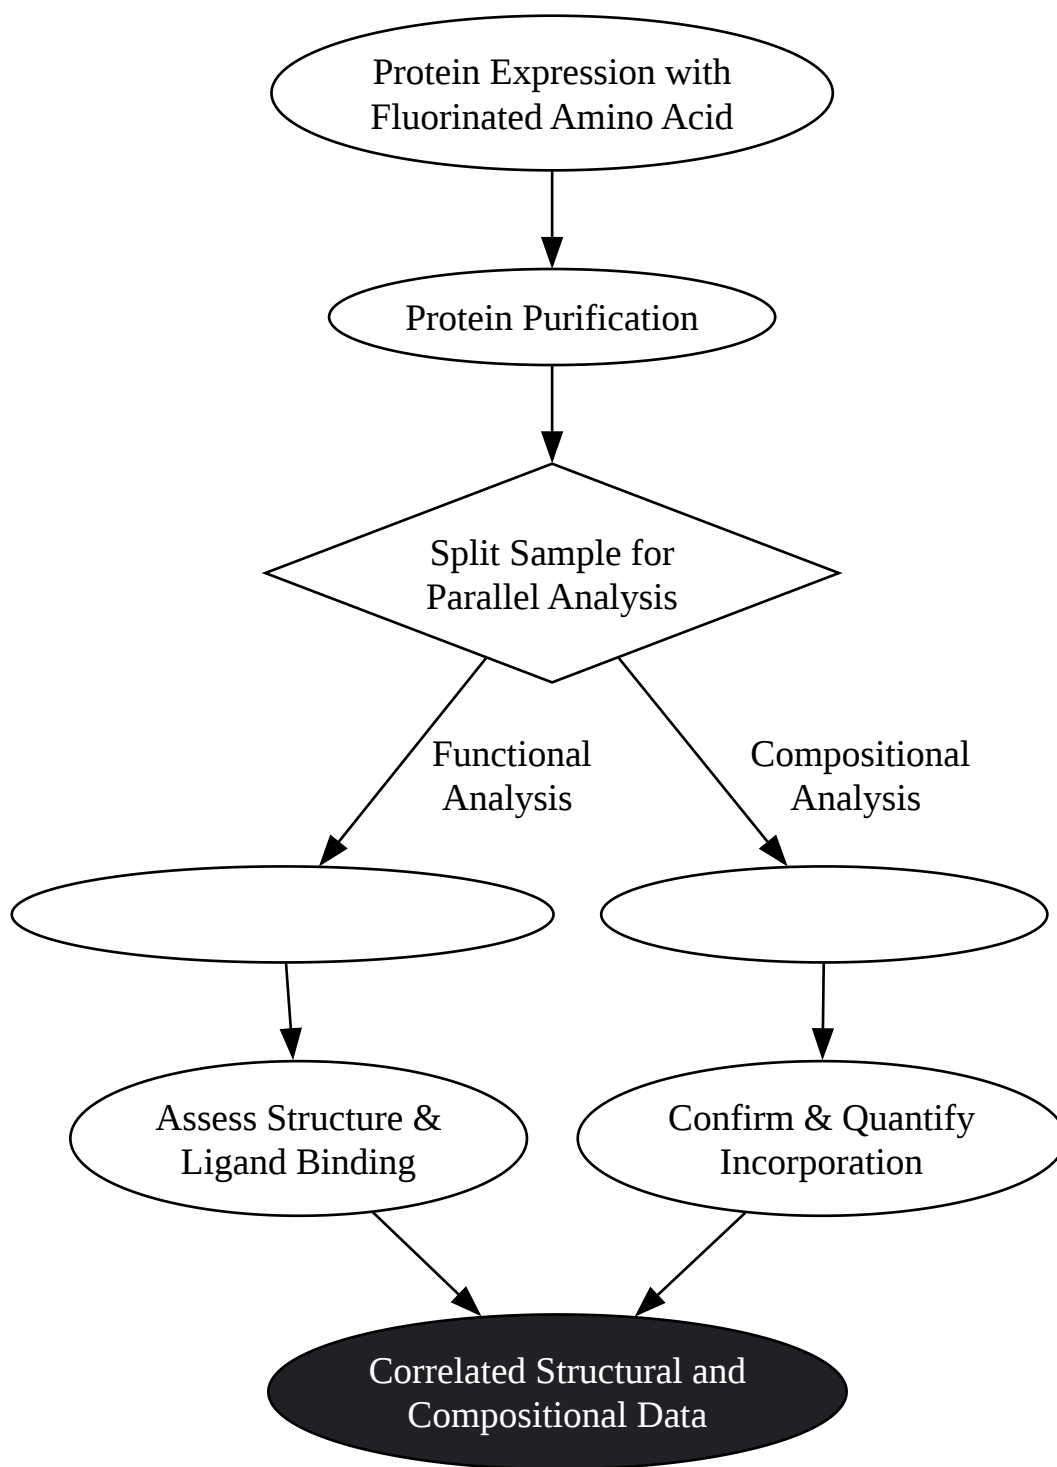 Protein Expression with
Fluorinated Amino Acid
Protein Purification
Split Sample for
Parallel Analysis
Functional
Analysis
Compositional
Analysis
Assess Structure &
Ligand Binding
Confirm & Quantify
Incorporation
Correlated Structural and
Compositional Data